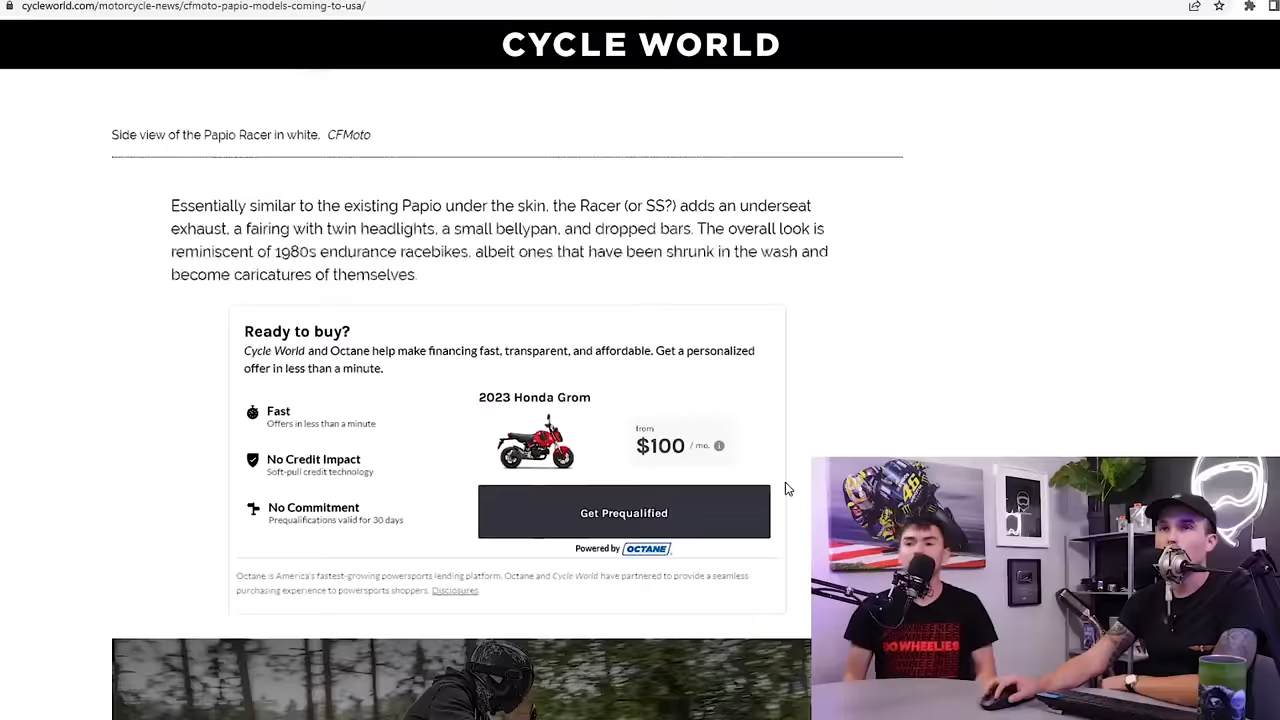 cycleworld.com/motorcycle-news/cfmoto-papio-models-coming-to-usa/
CYCLE WORLD
Side view of the Papio Racer in white. CFMoto
Essentially similar to the existing Papio under the skin, the Racer (or SS?) adds an underseat
exhaust, a fairing with twin headlights, a small bellypan, and dropped bars. The overall look is
reminiscent of 1980s endurance racebikes, albeit ones that have been shrunk in the wash and
become caricatures of themselves.
Ready to buy?
Cycle World and Octane help make financing fast, transparent, and affordable. Get a personalized
offer in less than a minute.
Fast
Offers in less than a minute
No Credit Impact
Soft-pull credit technology
No Commitment
Prequalifications valid for 30 days
2023 Honda Grom
from
$100 / mo.
Get Prequalified
Powered by OCTANE
Octane is America's fastest-growing powersports lending platform. Octane and Cycle World have partnered to provide a seamless
purchasing experience to powersports shoppers. Disclosures
46
DO WHEELIES